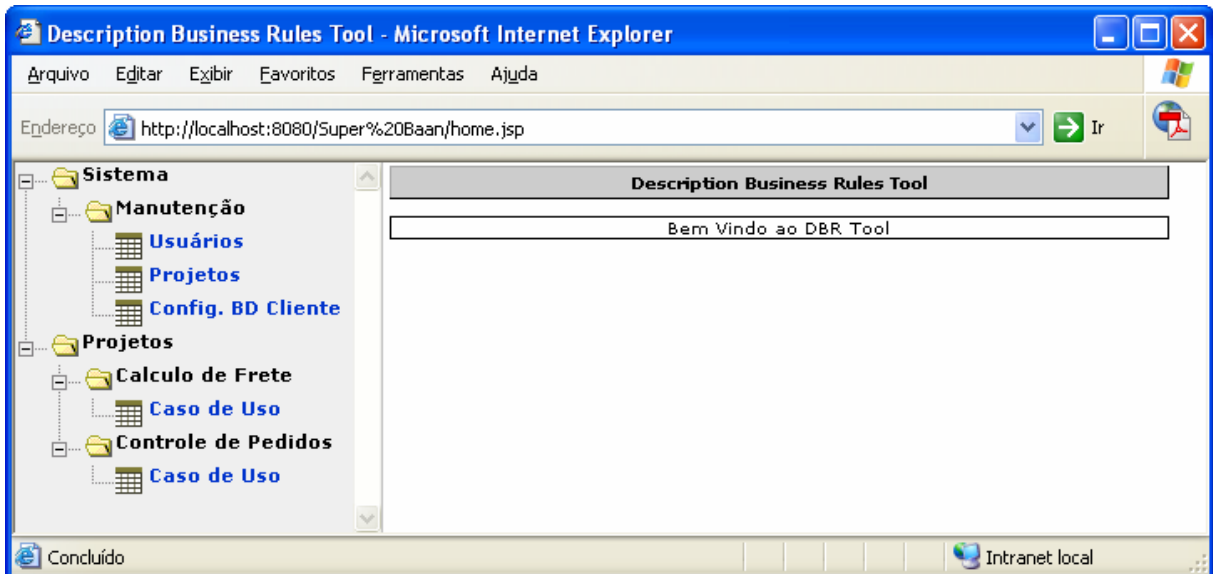 Description Business Rules Tool - Microsoft Internet Explorer
Arquivo Editar Exibir Favoritos Ferramentas Ajuda
Endereço http://localhost:8080/Super%20Baan/home.jsp Ir
Sistema
Manutenção
Usuários
Projetos
Config. BD Cliente
Projetos
Calculo de Frete
Caso de Uso
Controle de Pedidos
Caso de Uso
Description Business Rules Tool
Bem Vindo ao DBR Tool
Concluído Intranet local